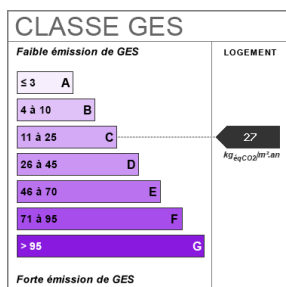 CLASSE GES
Faible émission de GES
LOGEMENT
≤ 3 A
4 à 10 B
11 à 25 C
27
kgéqCO2/m².an
26 à 45 D
46 à 70 E
71 à 95 F
> 95 G
Forte émission de GES